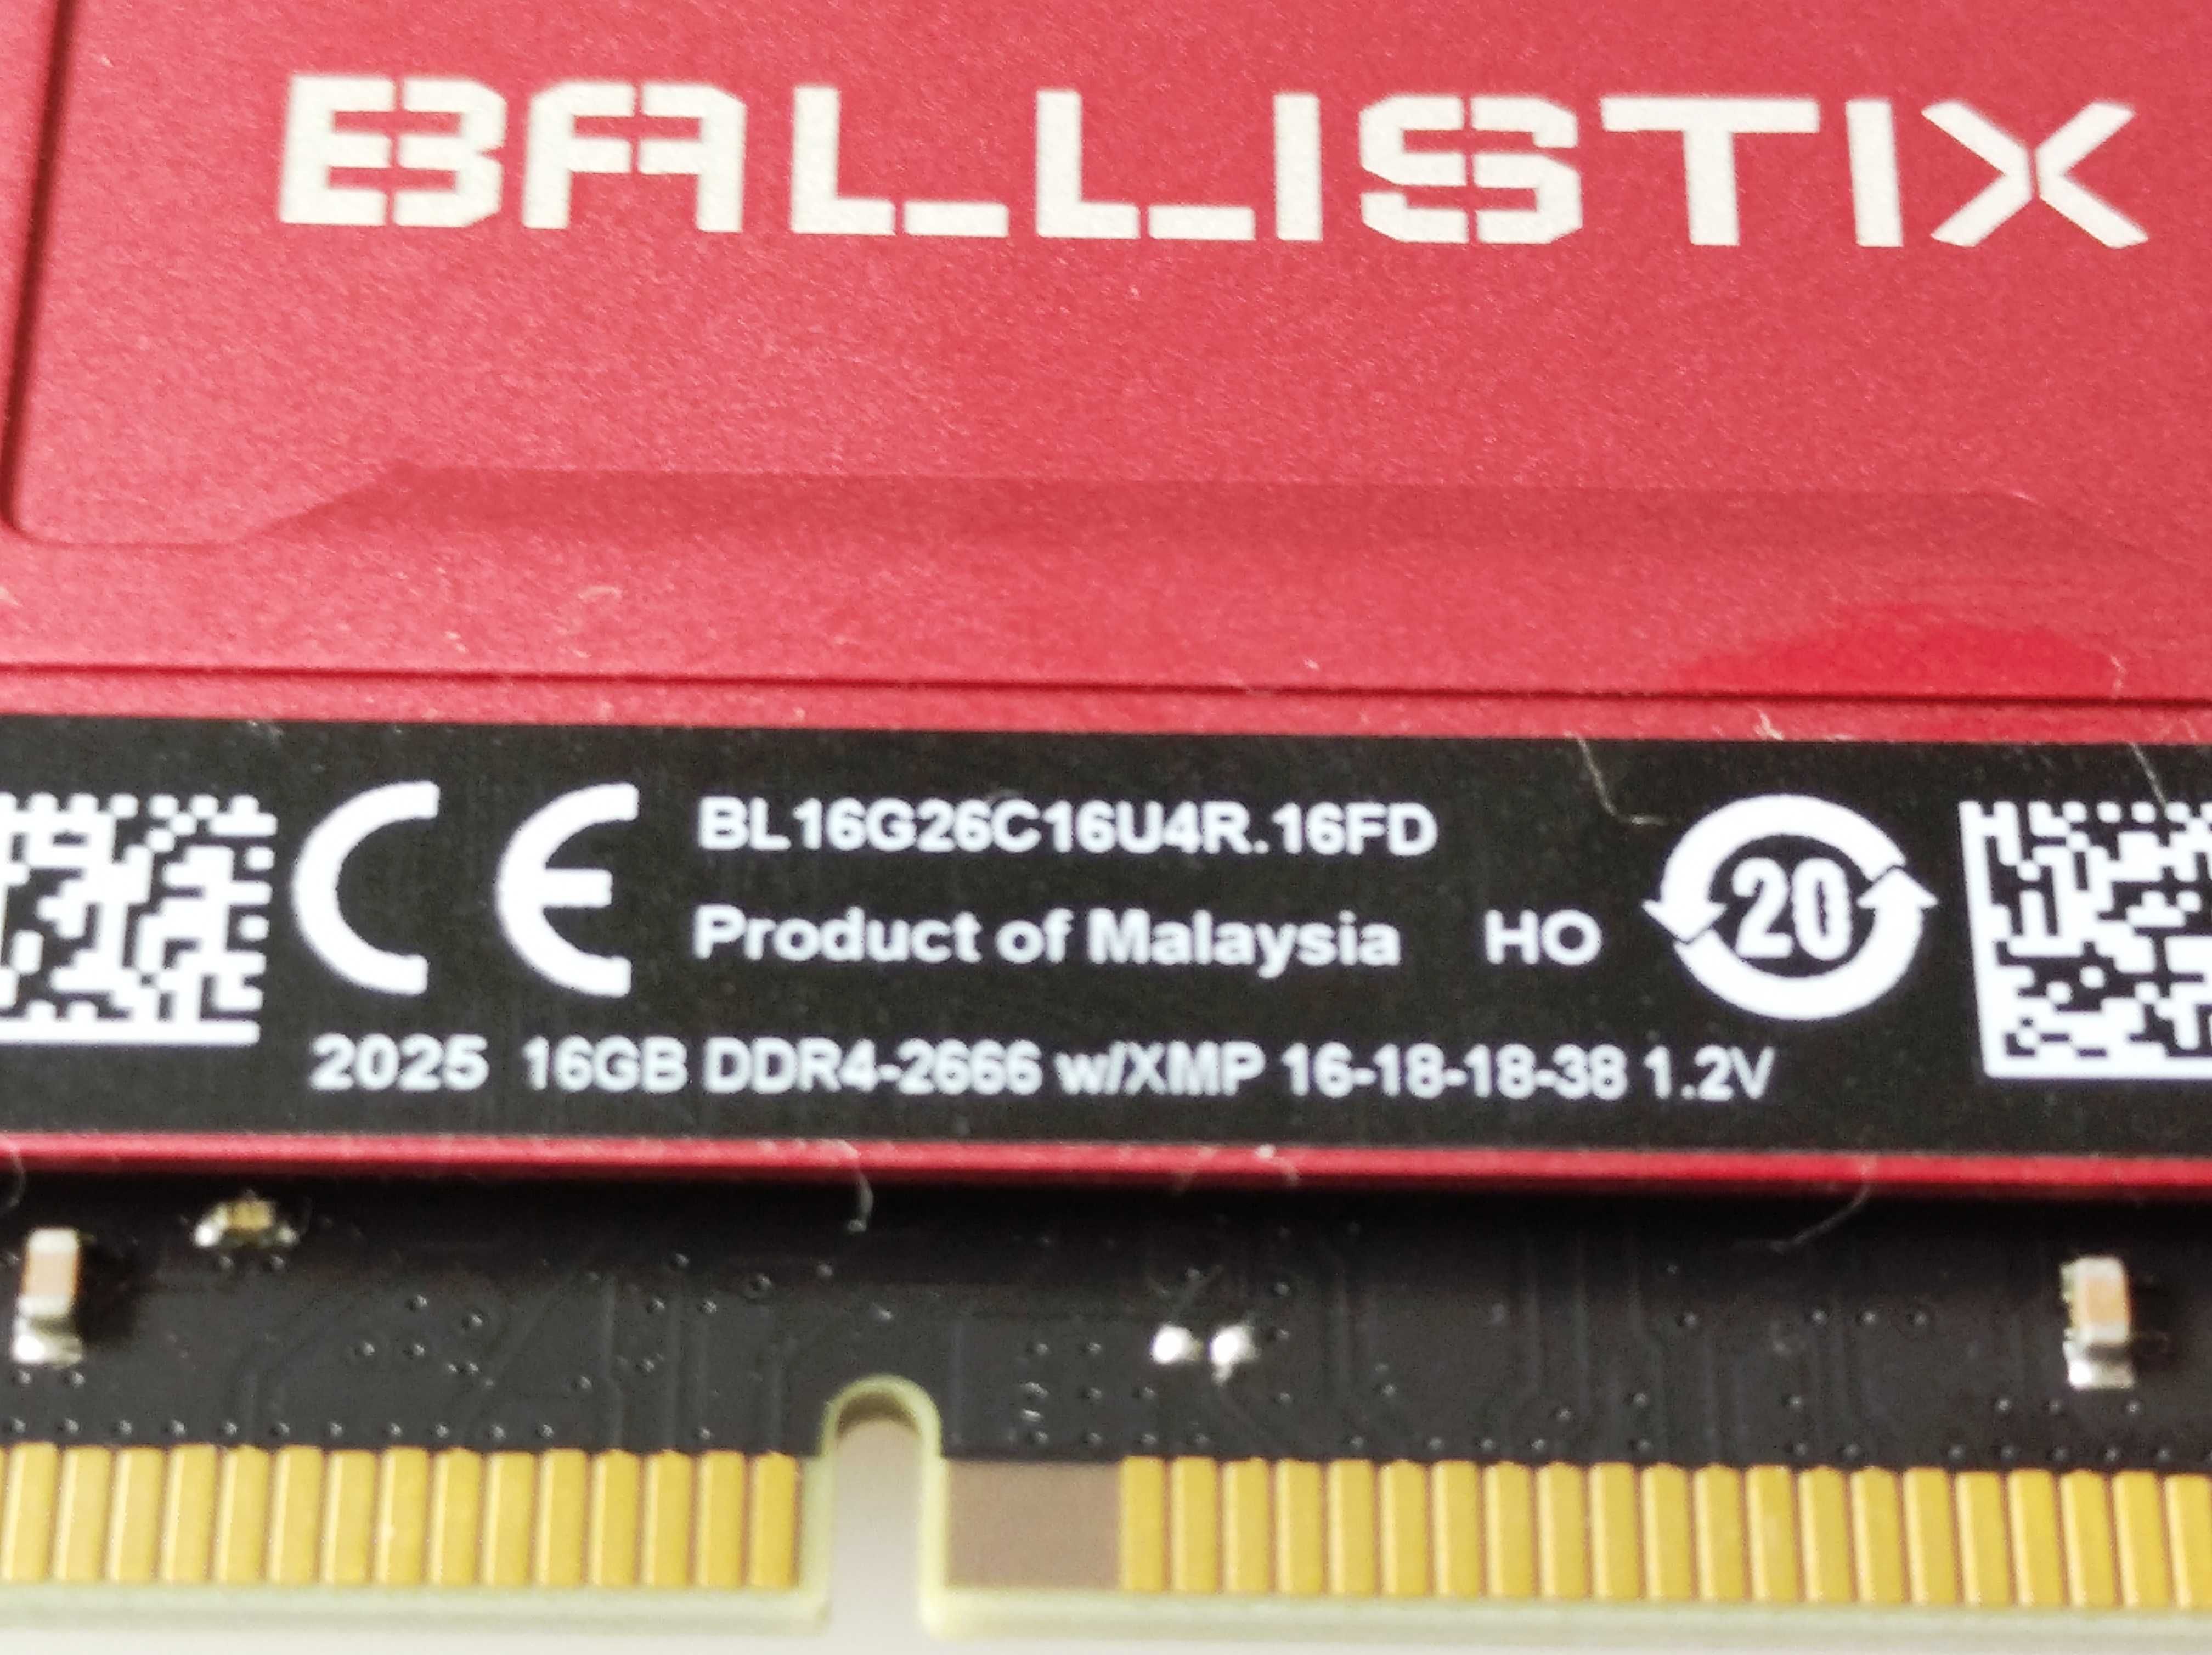 BALLISTIX
BL16G26C16U4R.16FD
Product of Malaysia HO
20
2025 16GB DDR4-2666 w/XMP 16-18-18-38 1.2V
CE